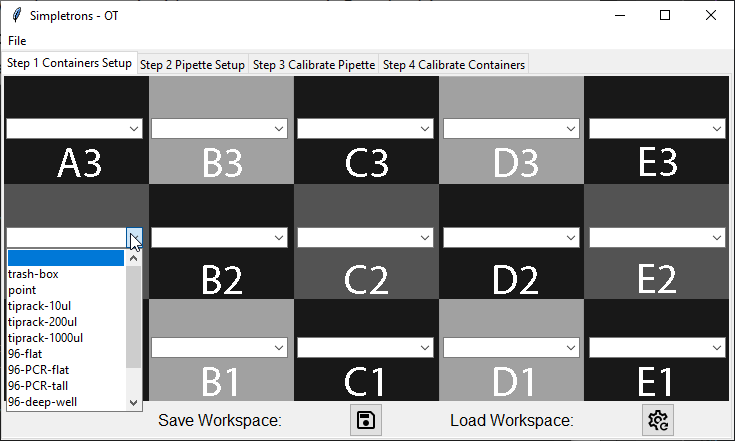 Simpletrons - OT
File
Step 1 Containers Setup Step 2 Pipette Setup Step 3 Calibrate Pipette Step 4 Calibrate Containers
A3 B3 C3 D3 E3
B2 C2 D2 E2
trash-box
point
tiprack-10ul
tiprack-200ul
tiprack-1000ul
96-flat
96-PCR-flat
96-PCR-tall
96-deep-well
B1 C1 D1 E1
Save Workspace: Load Workspace: